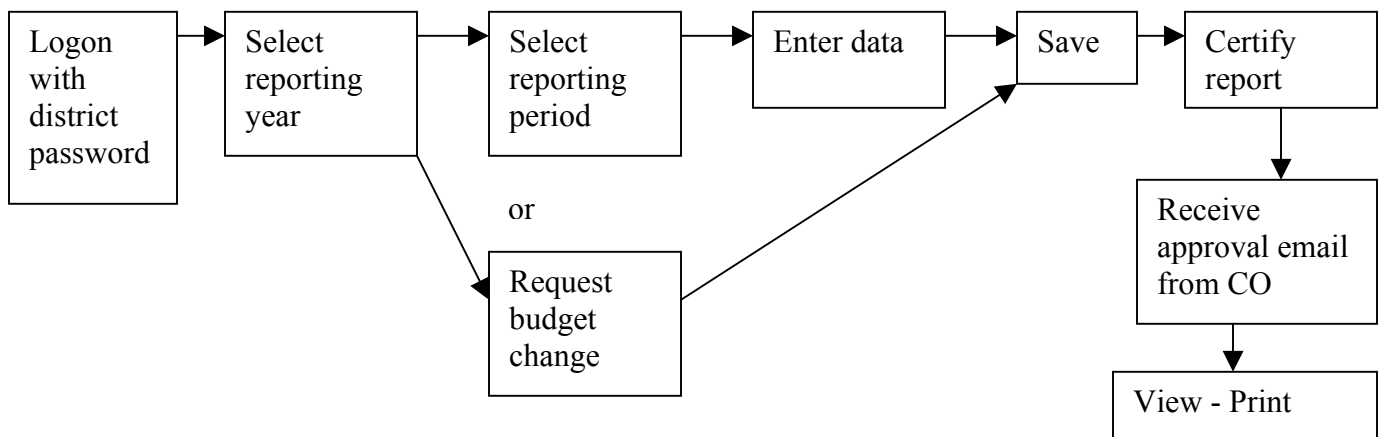 Logon
with
district
password
Select
reporting
year
Select
reporting
period
Enter data
Save
Certify
report
or
Request
budget
change
Receive
approval email
from CO
View - Print